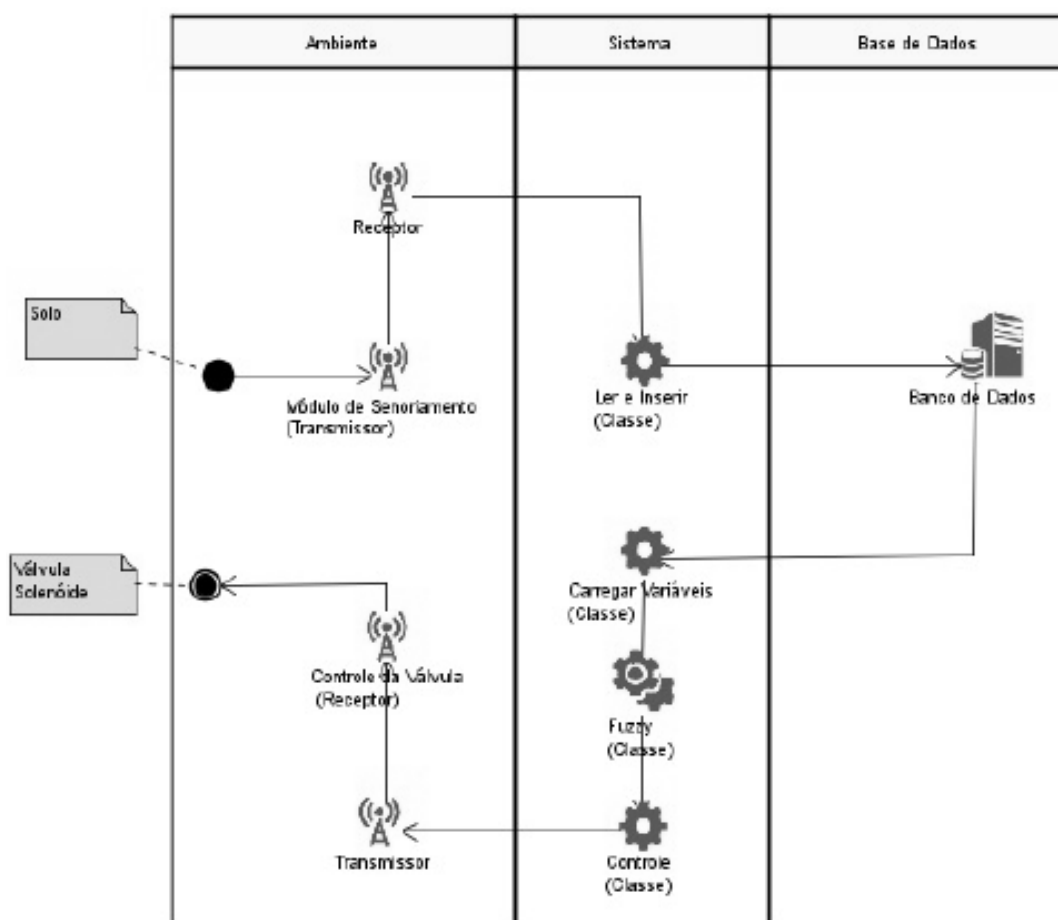 Ambiente
Sistema
Base de Dados
Receptor
Solo
Módulo de Senoriamento
(Transmissor)
Ler e Inserir
(Classe)
Banco de Dados
Válvula
Solenóide
Carregar Variáveis
(Classe)
Controle da Válvula
(Receptor)
Fuzzy
(Classe)
Transmissor
Controle
(Classe)